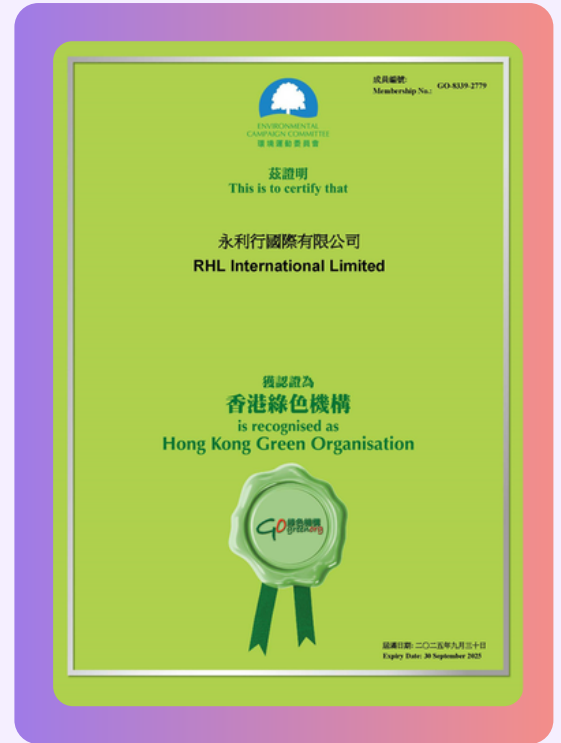 成員編號:
Membership No.: GO-8339-2779
ENVIRONMENTAL
CAMPAIGN COMMITTEE
環境運動委員會
茲證明
This is to certify that
永利行國際有限公司
RHL International Limited
獲認證為
香港綠色機構
is recognised as
Hong Kong Green Organisation
GO 綠色機構
greenorg
屆滿日期: 二〇二五年九月三十日
Expiry Date: 30 September 2025